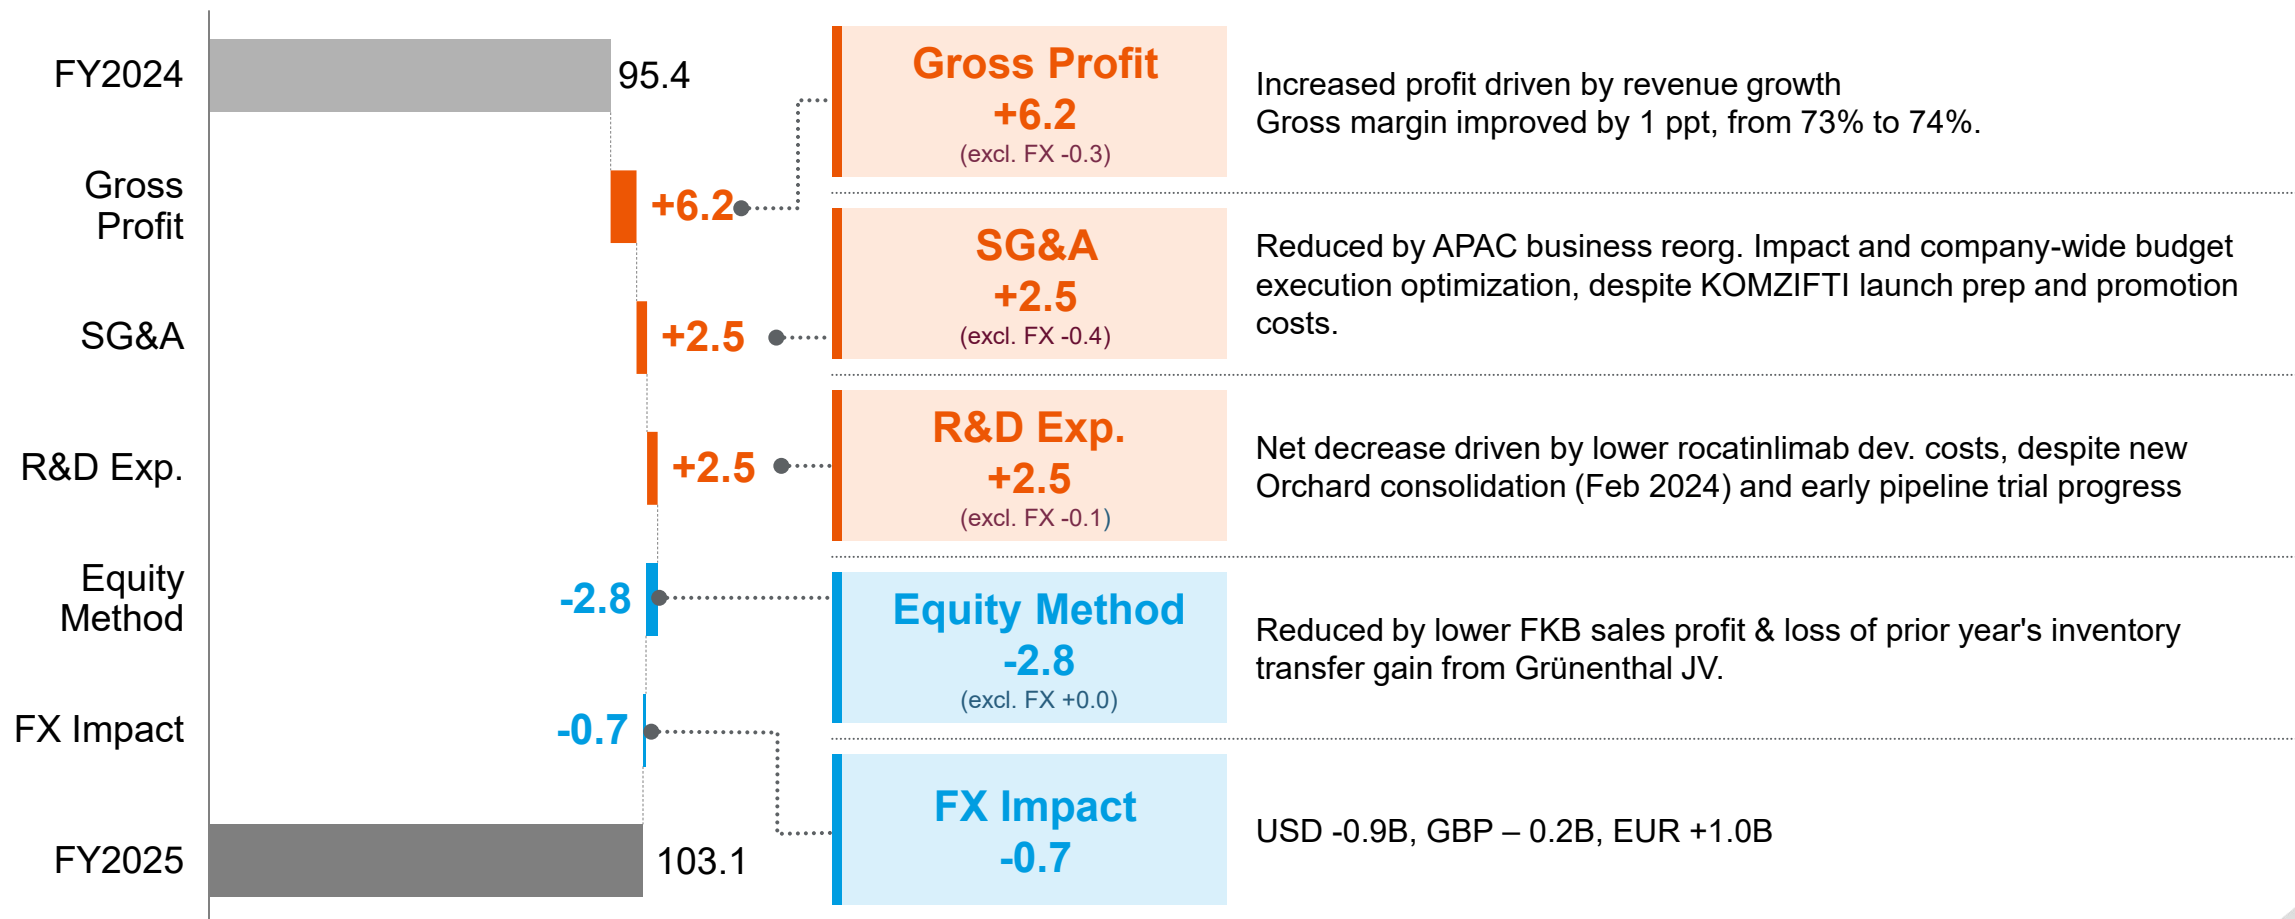 FY2024
95.4
Gross
Profit
+6.2
SG&A
+2.5
R&D Exp.
+2.5
Equity
Method
-2.8
FX Impact
-0.7
FY2025
103.1
Gross Profit
+6.2
(excl. FX -0.3)
Increased profit driven by revenue growth
Gross margin improved by 1 ppt, from 73% to 74%.
SG&A
+2.5
(excl. FX -0.4)
Reduced by APAC business reorg. Impact and company-wide budget
execution optimization, despite KOMZIFTI launch prep and promotion
costs.
R&D Exp.
+2.5
(excl. FX -0.1)
Net decrease driven by lower rocatinlimab dev. costs, despite new
Orchard consolidation (Feb 2024) and early pipeline trial progress
Equity Method
-2.8
(excl. FX +0.0)
Reduced by lower FKB sales profit & loss of prior year's inventory
transfer gain from Grünenthal JV.
FX Impact
-0.7
USD -0.9B, GBP – 0.2B, EUR +1.0B